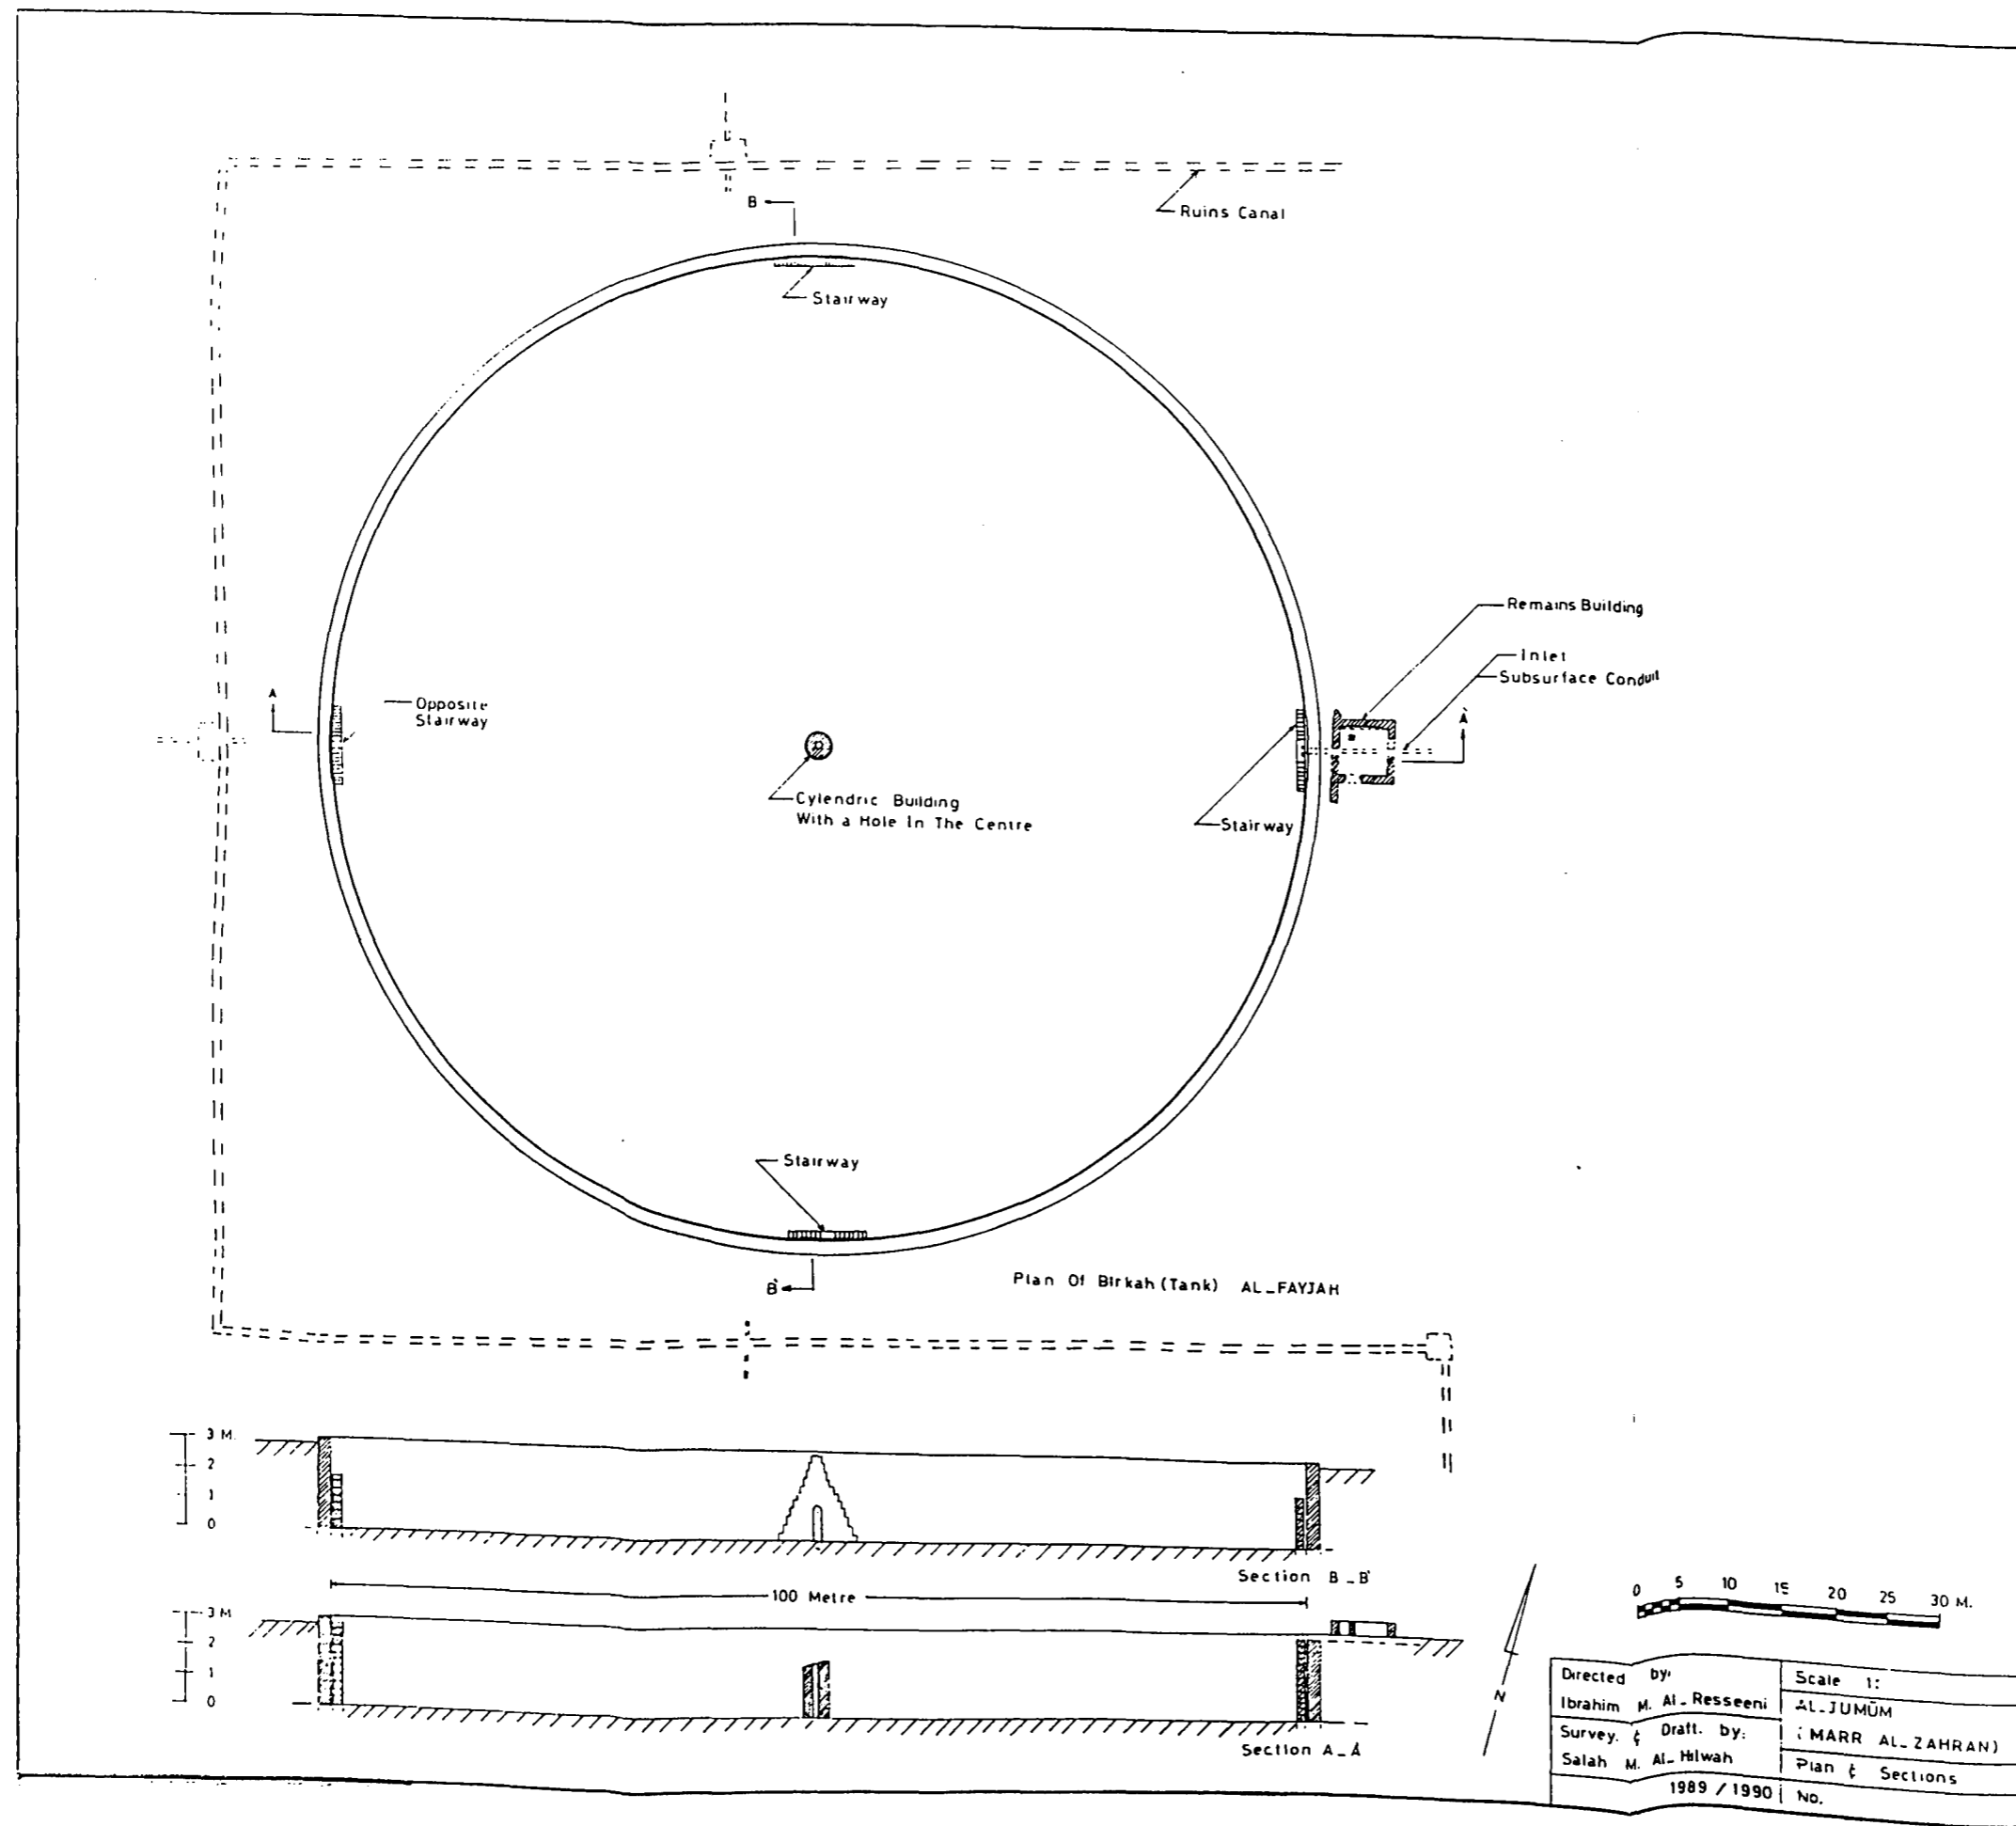 B
Ruins Canal
Stairway
Remains Building
Inlet
Subsurface Conduit
A
Opposite
Stairway
A'
Cylendric Building
With a Hole In The Centre
Stairway
Stairway
B'
Plan Of Birkah (Tank) AL_FAYJAH
3 M.
2
1
0
Section B_B'
100 Metre
3 M
2
1
0
Section A_A'
N
0 5 10 15 20 25 30 M.
Directed by:
Ibrahim M. Al_Resseeni
Survey. & Draft. by:
Salah M. Al_Hilwah
1989 / 1990
Scale 1:
AL_JUMŪM
(MARR AL_ZAHRAN)
Plan & Sections
No.